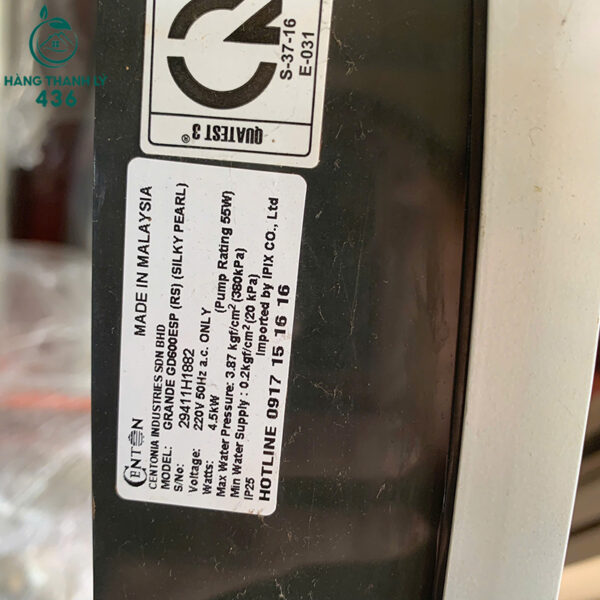 HÀNG THANH LÝ
436
S-37-16
E-031
QUATEST 3®
CENTON
MADE IN MALAYSIA
CENTONIA INDUSTRIES SDN BHD
MODEL: GRANDE GD600ESP (RS) (SILKY PEARL)
S/No: 29411H1882
Voltage: 220V 50Hz a.c. ONLY
Watts: 4.5kW (Pump Rating 55W)
Max Water Pressure: 3.87 kgf/cm² (380kPa)
Min Water Supply : 0.2kgf/cm² (20 kPa)
IP25 Imported by IPIX CO., Ltd
HOTLINE 0917 15 16 16